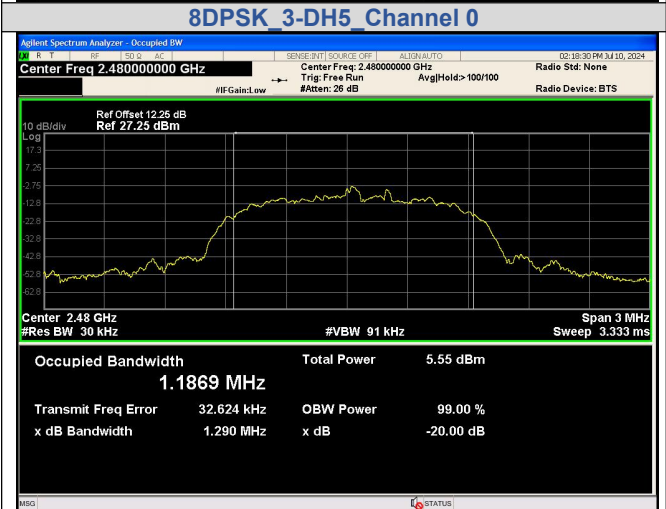 8DPSK_3-DH5_Channel 0
Agilent Spectrum Analyzer - Occupied BW
R T RF 50 Ω AC SENSE:INT SOURCE OFF ALIGN AUTO 02:18:30 PM Jul 10, 2024
Center Freq 2.480000000 GHz Center Freq: 2.480000000 GHz Radio Std: None
Trig: Free Run Avg|Hold:> 100/100
#IFGain:Low #Atten: 26 dB Radio Device: BTS
Ref Offset 12.25 dB
10 dB/div Ref 27.25 dBm
Log
17.3
7.25
-2.75
-12.8
-22.8
-32.8
-42.8
-52.8
-62.8
Center 2.48 GHz Span 3 MHz
#Res BW 30 kHz #VBW 91 kHz Sweep 3.333 ms
Occupied Bandwidth Total Power 5.55 dBm
1.1869 MHz
Transmit Freq Error 32.624 kHz OBW Power 99.00 %
x dB Bandwidth 1.290 MHz x dB -20.00 dB
MSG STATUS